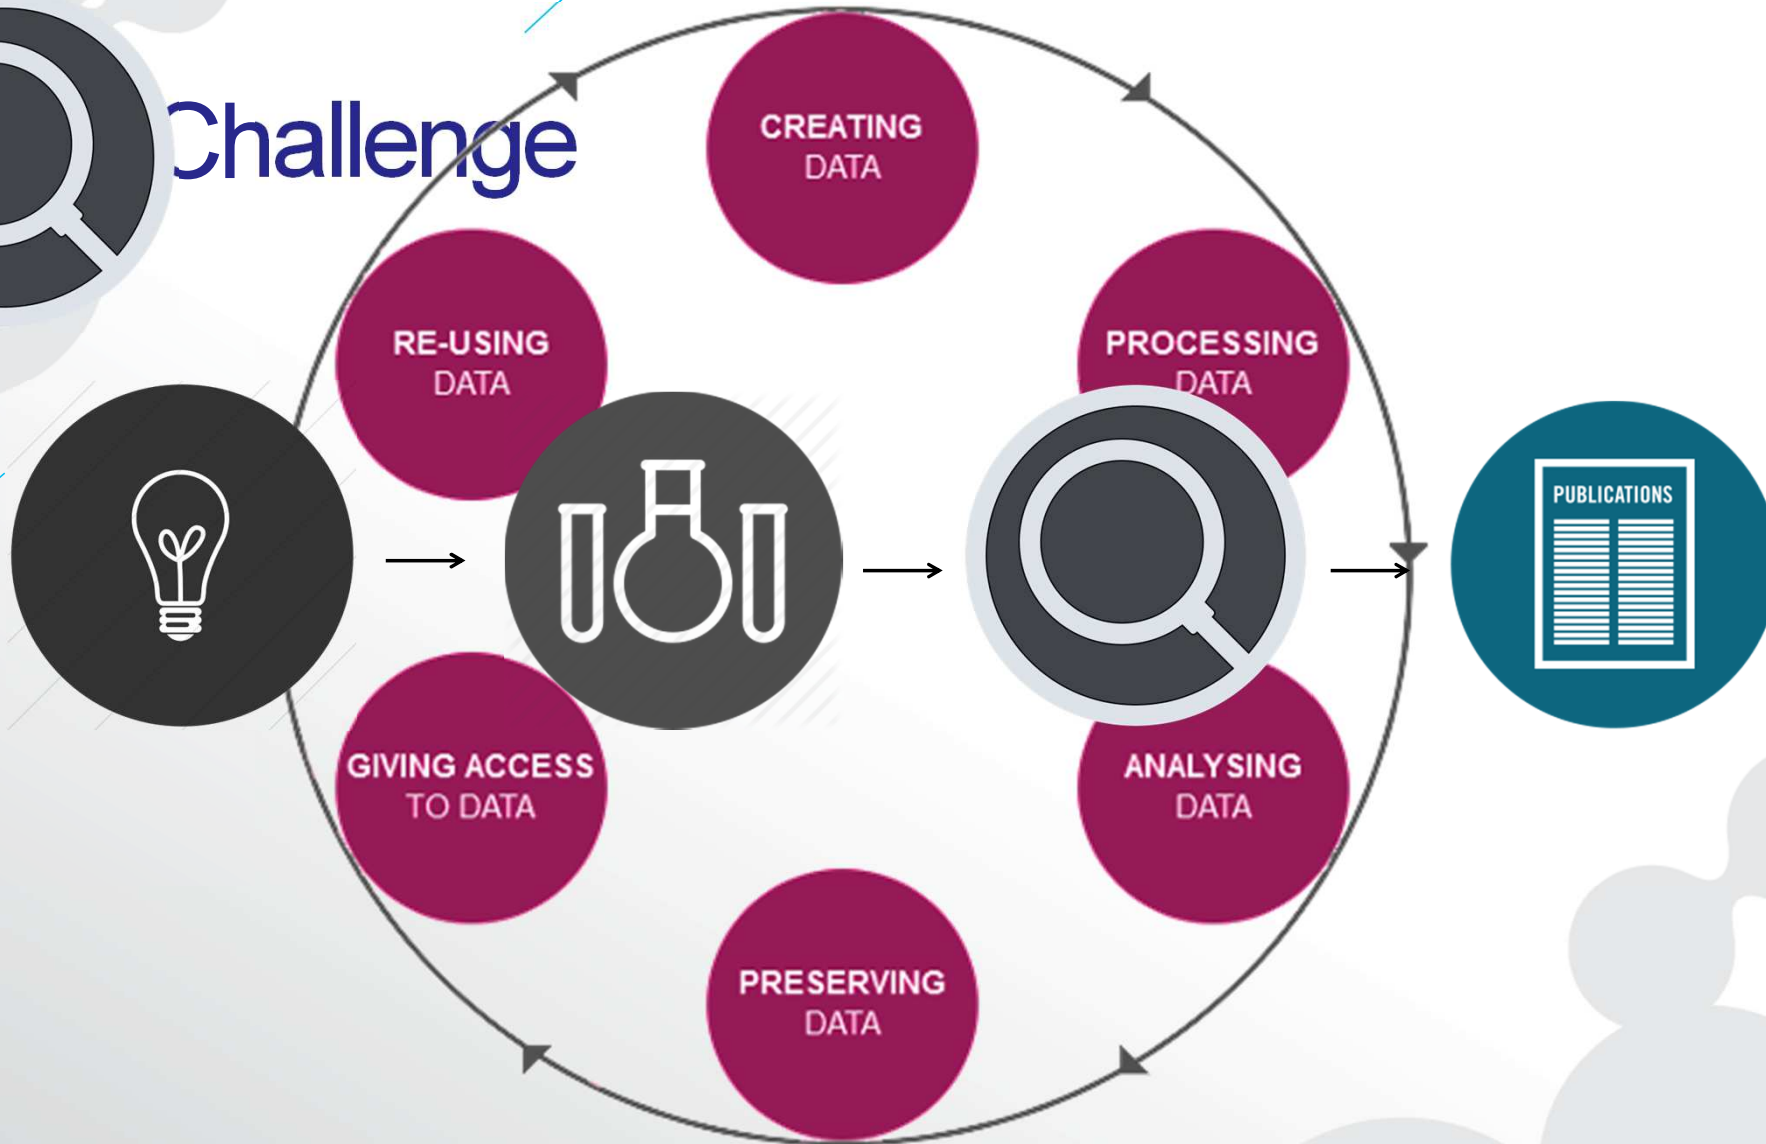 Challenge
CREATING
DATA
RE-USING
DATA
PROCESSING
DATA
PUBLICATIONS
GIVING ACCESS
TO DATA
ANALYSING
DATA
PRESERVING
DATA